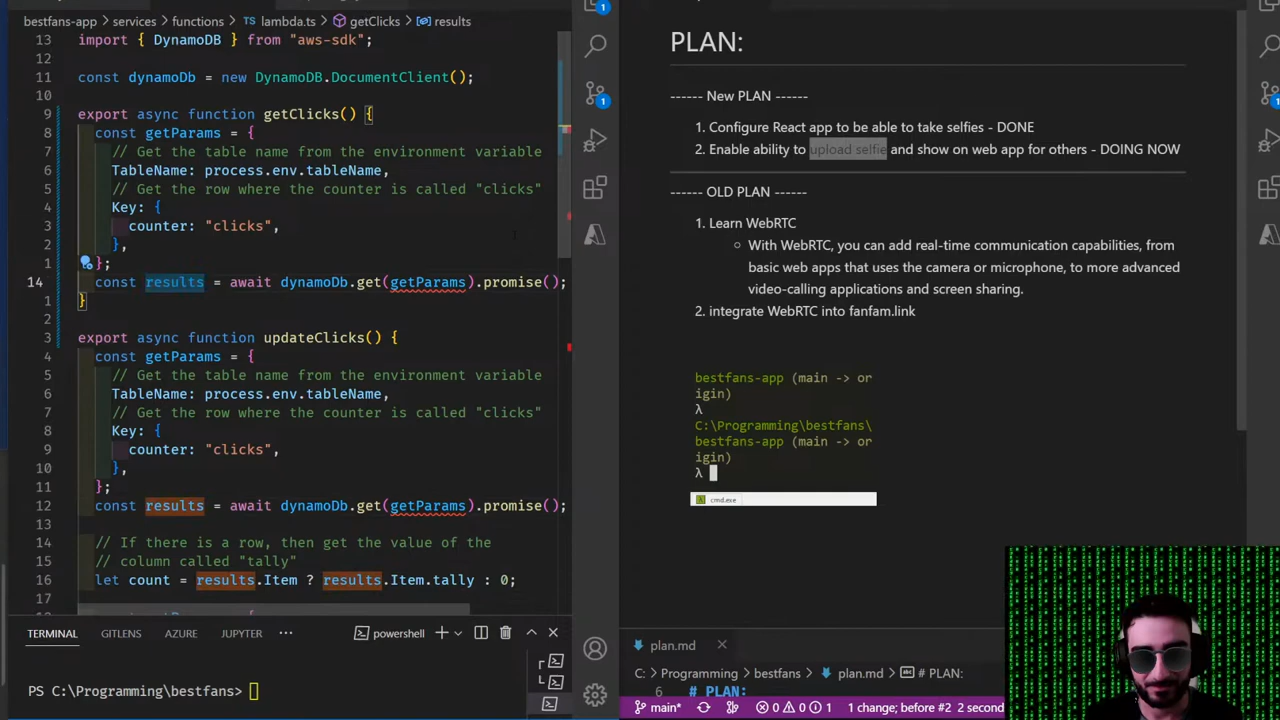 bestfans-app > services > functions > TS lambda.ts > getClicks > results
13 import { DynamoDB } from "aws-sdk";
12
11 const dynamoDb = new DynamoDB.DocumentClient();
10
9 export async function getClicks() {
8 const getParams = {
7 // Get the table name from the environment variable
6 TableName: process.env.tableName,
5 // Get the row where the counter is called "clicks"
4 Key: {
3 counter: "clicks",
2 },
1 };
14 const results = await dynamoDb.get(getParams).promise();
1 }
2
3 export async function updateClicks() {
4 const getParams = {
5 // Get the table name from the environment variable
6 TableName: process.env.tableName,
7 // Get the row where the counter is called "clicks"
8 Key: {
9 counter: "clicks",
10 },
11 };
12 const results = await dynamoDb.get(getParams).promise();
13
14 // If there is a row, then get the value of the
15 // column called "tally"
16 let count = results.Item ? results.Item.tally : 0;
17
TERMINAL GITLENS AZURE JUPYTER ··· powershell
PS C:\Programming\bestfans>
1
1
PLAN:
------ New PLAN ------
1. Configure React app to be able to take selfies - DONE
2. Enable ability to upload selfie and show on web app for others - DOING NOW
------ OLD PLAN ------
1. Learn WebRTC
○ With WebRTC, you can add real-time communication capabilities, from
basic web apps that uses the camera or microphone, to more advanced
video-calling applications and screen sharing.
2. integrate WebRTC into fanfam.link
bestfans-app (main -> or
igin)
λ
C:\Programming\bestfans\
bestfans-app (main -> or
igin)
λ
cmd.exe
plan.md
C: > Programming > bestfans > plan.md > # PLAN:
6 # PLAN:
main* 0 0 1 1 change; before #2 2 second
1